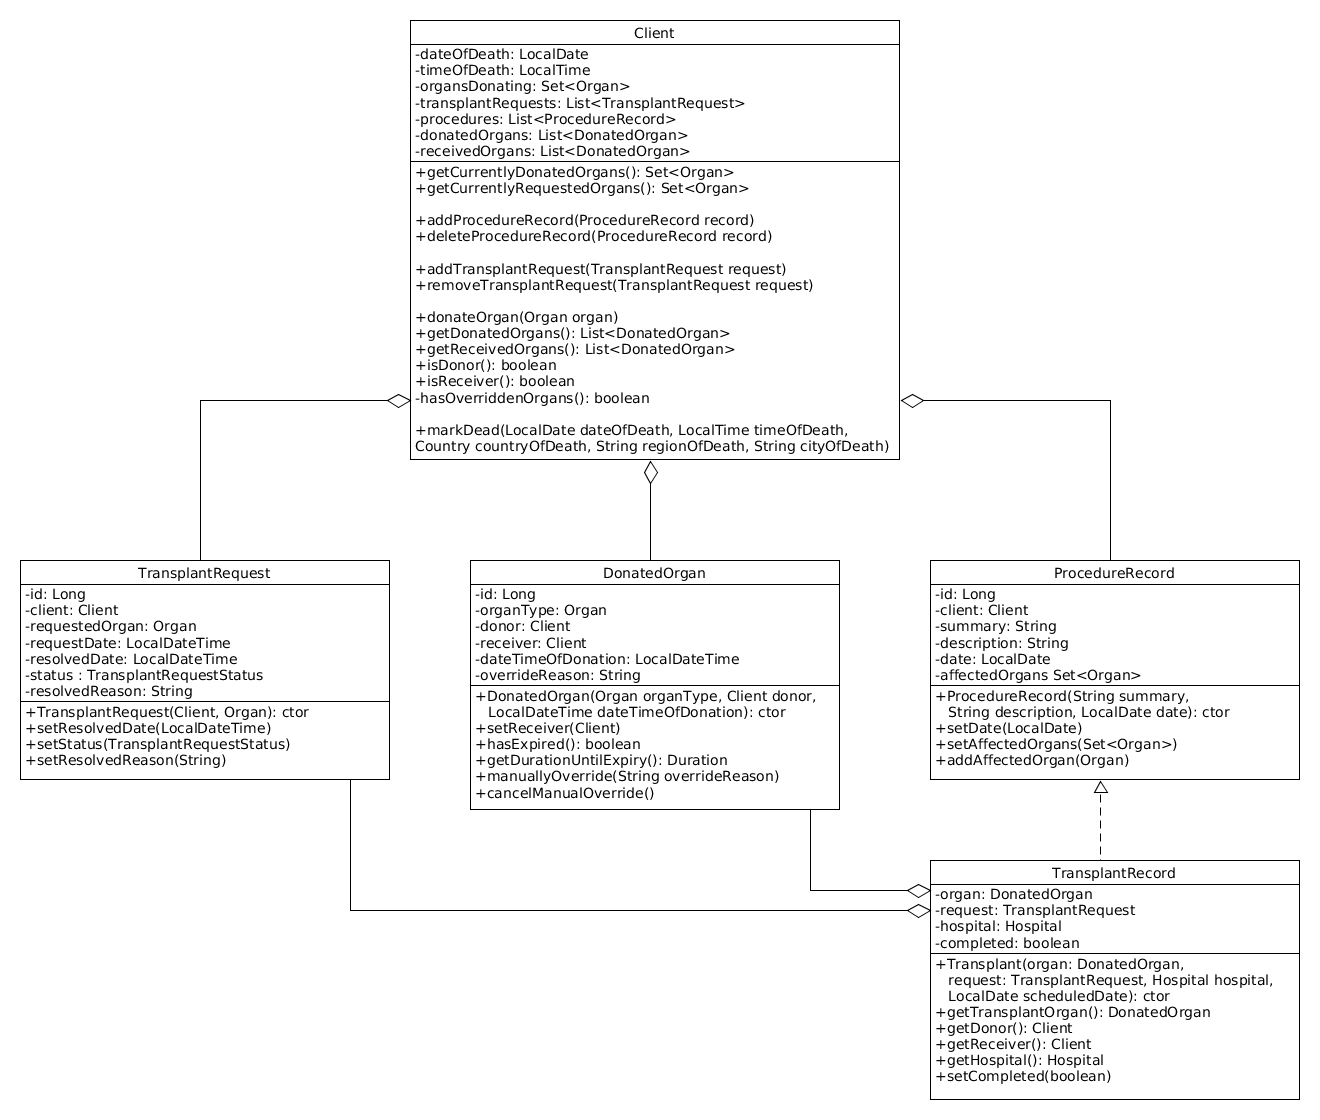 Client
-dateOfDeath: LocalDate
-timeOfDeath: LocalTime
-organsDonating: Set<Organ>
-transplantRequests: List<TransplantRequest>
-procedures: List<ProcedureRecord>
-donatedOrgans: List<DonatedOrgan>
-receivedOrgans: List<DonatedOrgan>
+getCurrentlyDonatedOrgans(): Set<Organ>
+getCurrentlyRequestedOrgans(): Set<Organ>
+addProcedureRecord(ProcedureRecord record)
+deleteProcedureRecord(ProcedureRecord record)
+addTransplantRequest(TransplantRequest request)
+removeTransplantRequest(TransplantRequest request)
+donateOrgan(Organ organ)
+getDonatedOrgans(): List<DonatedOrgan>
+getReceivedOrgans(): List<DonatedOrgan>
+isDonor(): boolean
+isReceiver(): boolean
-hasOverriddenOrgans(): boolean
+markDead(LocalDate dateOfDeath, LocalTime timeOfDeath,
Country countryOfDeath, String regionOfDeath, String cityOfDeath)
TransplantRequest
-id: Long
-client: Client
-requestedOrgan: Organ
-requestDate: LocalDateTime
-resolvedDate: LocalDateTime
-status : TransplantRequestStatus
-resolvedReason: String
+TransplantRequest(Client, Organ): ctor
+setResolvedDate(LocalDateTime)
+setStatus(TransplantRequestStatus)
+setResolvedReason(String)
DonatedOrgan
-id: Long
-organType: Organ
-donor: Client
-receiver: Client
-dateTimeOfDonation: LocalDateTime
-overrideReason: String
+DonatedOrgan(Organ organType, Client donor,
LocalDateTime dateTimeOfDonation): ctor
+setReceiver(Client)
+hasExpired(): boolean
+getDurationUntilExpiry(): Duration
+manuallyOverride(String overrideReason)
+cancelManualOverride()
ProcedureRecord
-id: Long
-client: Client
-summary: String
-description: String
-date: LocalDate
-affectedOrgans Set<Organ>
+ProcedureRecord(String summary,
String description, LocalDate date): ctor
+setDate(LocalDate)
+setAffectedOrgans(Set<Organ>)
+addAffectedOrgan(Organ)
TransplantRecord
-organ: DonatedOrgan
-request: TransplantRequest
-hospital: Hospital
-completed: boolean
+Transplant(organ: DonatedOrgan,
request: TransplantRequest, Hospital hospital,
LocalDate scheduledDate): ctor
+getTransplantOrgan(): DonatedOrgan
+getDonor(): Client
+getReceiver(): Client
+getHospital(): Hospital
+setCompleted(boolean)